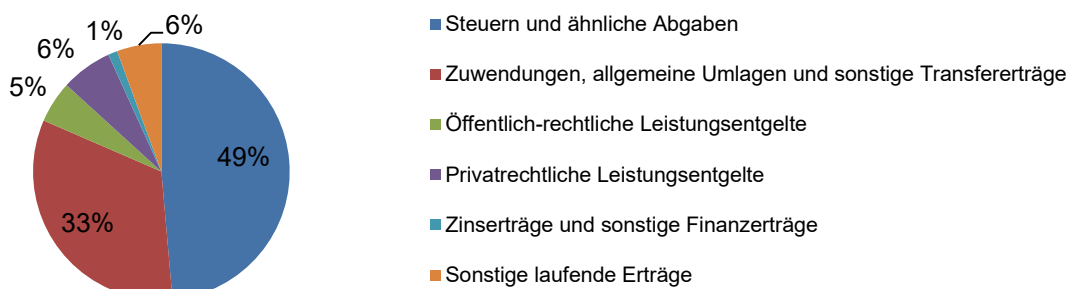 1%
6%
6%
5%
49%
33%
Steuern und ähnliche Abgaben
Zuwendungen, allgemeine Umlagen und sonstige Transfererträge
Öffentlich-rechtliche Leistungsentgelte
Privatrechtliche Leistungsentgelte
Zinserträge und sonstige Finanzerträge
Sonstige laufende Erträge